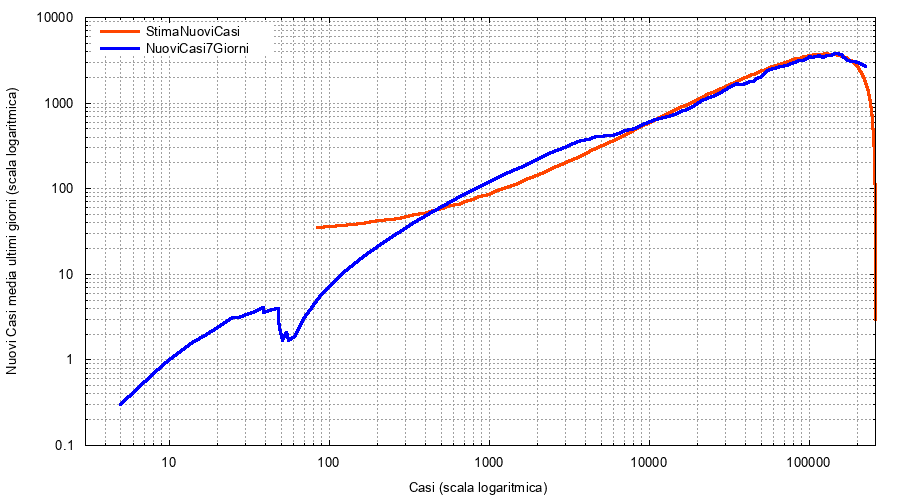 10000
1000
100
10
1
0.1
StimaNuoviCasi
NuoviCasi7Giorni
Nuovi Casi media ultimi giorni (scala logaritmica)
10
100
1000
10000
100000
Casi (scala logaritmica)